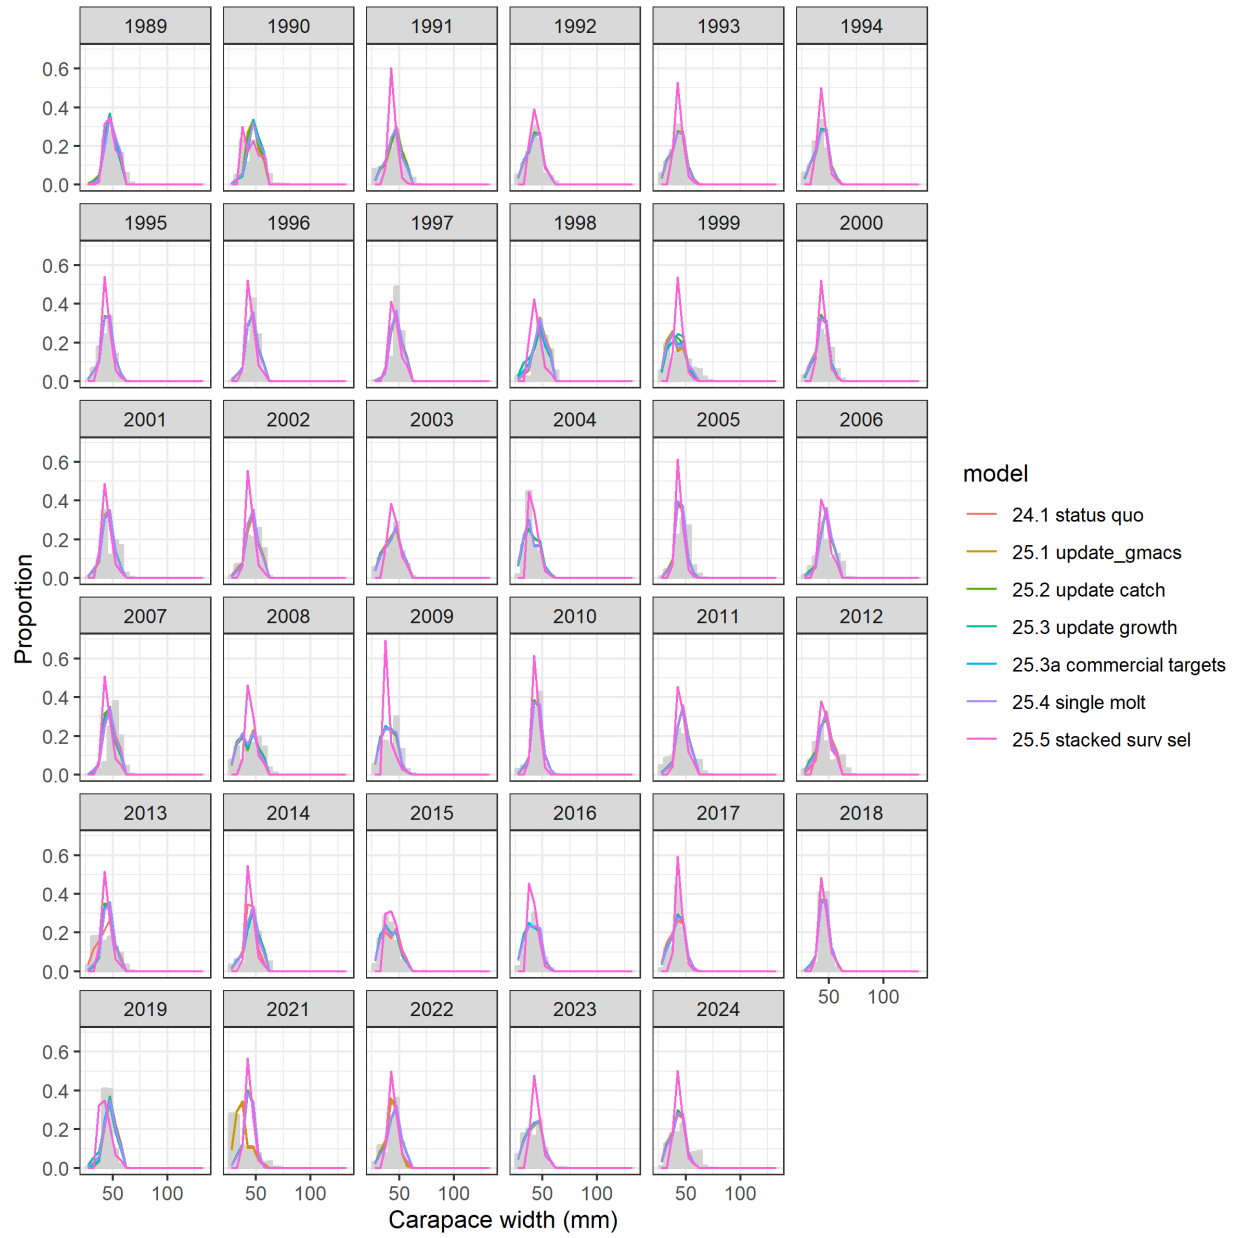 1989 1990 1991 1992 1993 1994
0.6
0.4
0.2
0.0
1995 1996 1997 1998 1999 2000
0.6
0.4
0.2
0.0
2001 2002 2003 2004 2005 2006
0.6
0.4
0.2
0.0
2007 2008 2009 2010 2011 2012
0.6
0.4
0.2
0.0
2013 2014 2015 2016 2017 2018
0.6
0.4
0.2
0.0
50 100
2019 2021 2022 2023 2024
0.6
0.4
0.2
0.0
50 100 50 100 50 100 50 100 50 100
Carapace width (mm)
Proportion
model
24.1 status quo
25.1 update_gmacs
25.2 update catch
25.3 update growth
25.3a commercial targets
25.4 single molt
25.5 stacked surv sel